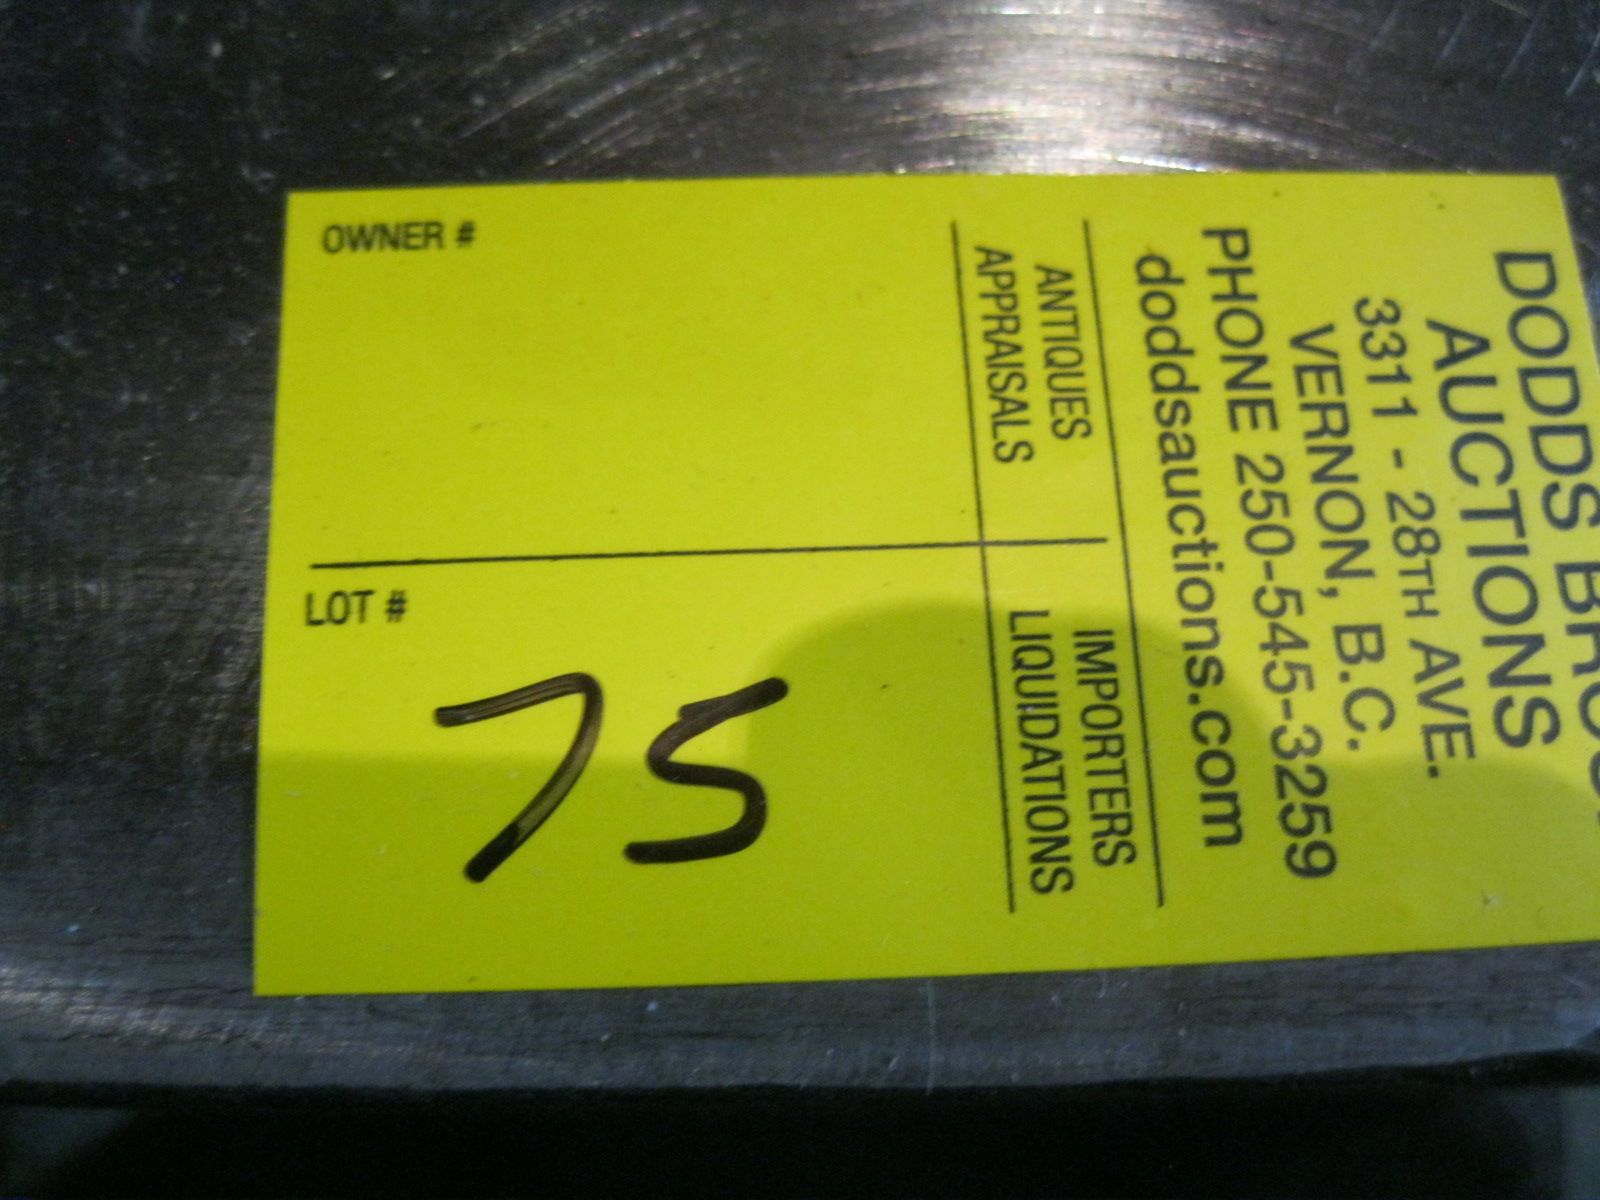 DODDS BROS.
AUCTIONS
3311 - 28TH AVE.
VERNON, B.C.
PHONE 250-545-3259
doddsauctions.com
ANTIQUES
APPRAISALS
IMPORTERS
LIQUIDATIONS
OWNER #
LOT #
75